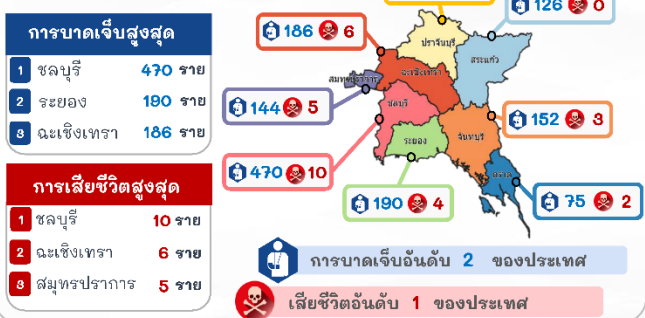 การบาดเจ็บสูงสุด
1 ชลบุรี 470 ราย
2 ระยอง 190 ราย
3 ฉะเชิงเทรา 186 ราย
การเสียชีวิตสูงสุด
1 ชลบุรี 10 ราย
2 ฉะเชิงเทรา 6 ราย
3 สมุทรปราการ 5 ราย
126 0
186 6
ปราจีนบุรี
สระแก้ว
สมุทรปราการ
ฉะเชิงเทรา
144 5
ชลบุรี
152 3
ระยอง
จันทบุรี
470 10
ตราด
190 4
75 2
การบาดเจ็บอันดับ 2 ของประเทศ
เสียชีวิตอันดับ 1 ของประเทศ